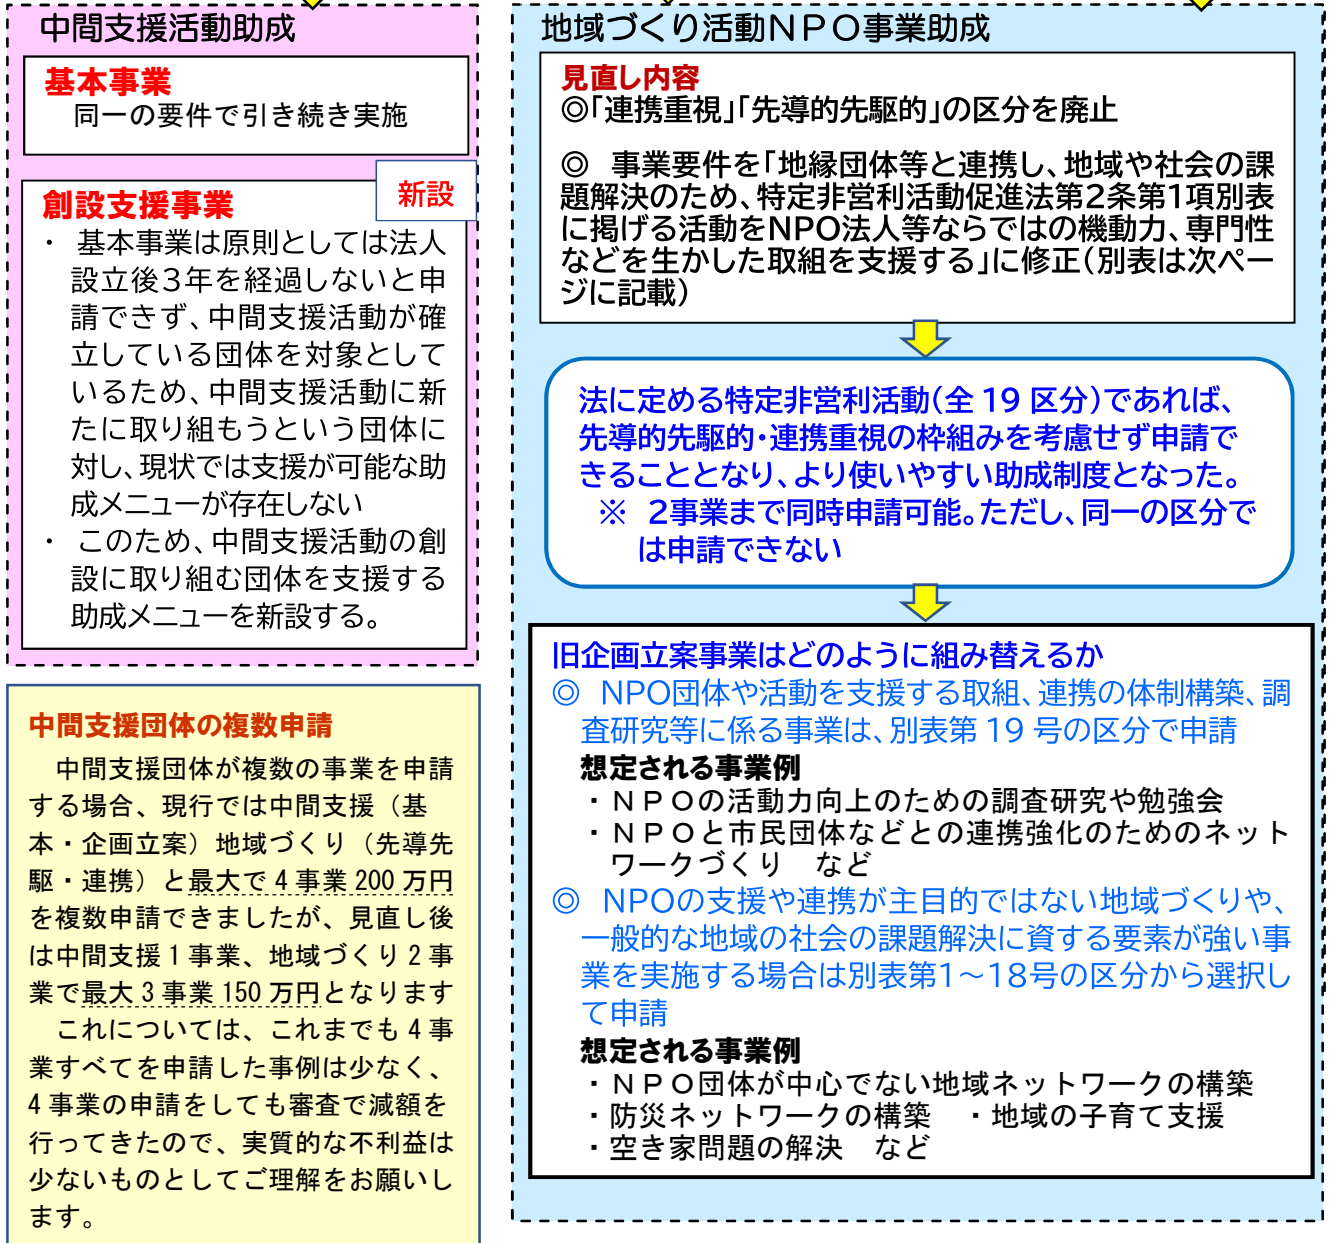 中間支援活動助成
基本事業
同一の要件で引き続き実施
新設
創設支援事業
・ 基本事業は原則としては法人
設立後3年を経過しないと申
請できず、中間支援活動が確
立している団体を対象として
いるため、中間支援活動に新
たに取り組もうという団体に
対し、現状では支援が可能な助
成メニューが存在しない
・ このため、中間支援活動の創
設に取り組む団体を支援する
助成メニューを新設する。
中間支援団体の複数申請
中間支援団体が複数の事業を申請
する場合、現行では中間支援（基
本・企画立案）地域づくり（先導先
駆・連携）と最大で4事業200万円
を複数申請できましたが、見直し後
は中間支援1事業、地域づくり2事
業で最大3事業150万円となります
これについては、これまでも4事
業すべてを申請した事例は少なく、
4事業の申請をしても審査で減額を
行ってきたので、実質的な不利益は
少ないものとしてご理解をお願いし
ます。
地域づくり活動NPO事業助成
見直し内容
◎「連携重視」「先導的先駆的」の区分を廃止
◎ 事業要件を「地縁団体等と連携し、地域や社会の課
題解決のため、特定非営利活動促進法第2条第1項別表
に掲げる活動をNPO法人等ならではの機動力、専門性
などを生かした取組を支援する」に修正（別表は次ペー
ジに記載）
法に定める特定非営利活動（全 19 区分）であれば、
先導的先駆的・連携重視の枠組みを考慮せず申請で
きることとなり、より使いやすい助成制度となった。
※ 2事業まで同時申請可能。ただし、同一の区分で
は申請できない
旧企画立案事業はどのように組み替えるか
◎ NPO団体や活動を支援する取組、連携の体制構築、調
査研究等に係る事業は、別表第 19 号の区分で申請
想定される事業例
・ＮＰＯの活動力向上のための調査研究や勉強会
・ＮＰＯと市民団体などとの連携強化のためのネット
ワークづくり など
◎ NPOの支援や連携が主目的ではない地域づくりや、
一般的な地域の社会の課題解決に資する要素が強い事
業を実施する場合は別表第1～18号の区分から選択し
て申請
想定される事業例
・ＮＰＯ団体が中心でない地域ネットワークの構築
・防災ネットワークの構築 ・地域の子育て支援
・空き家問題の解決 など